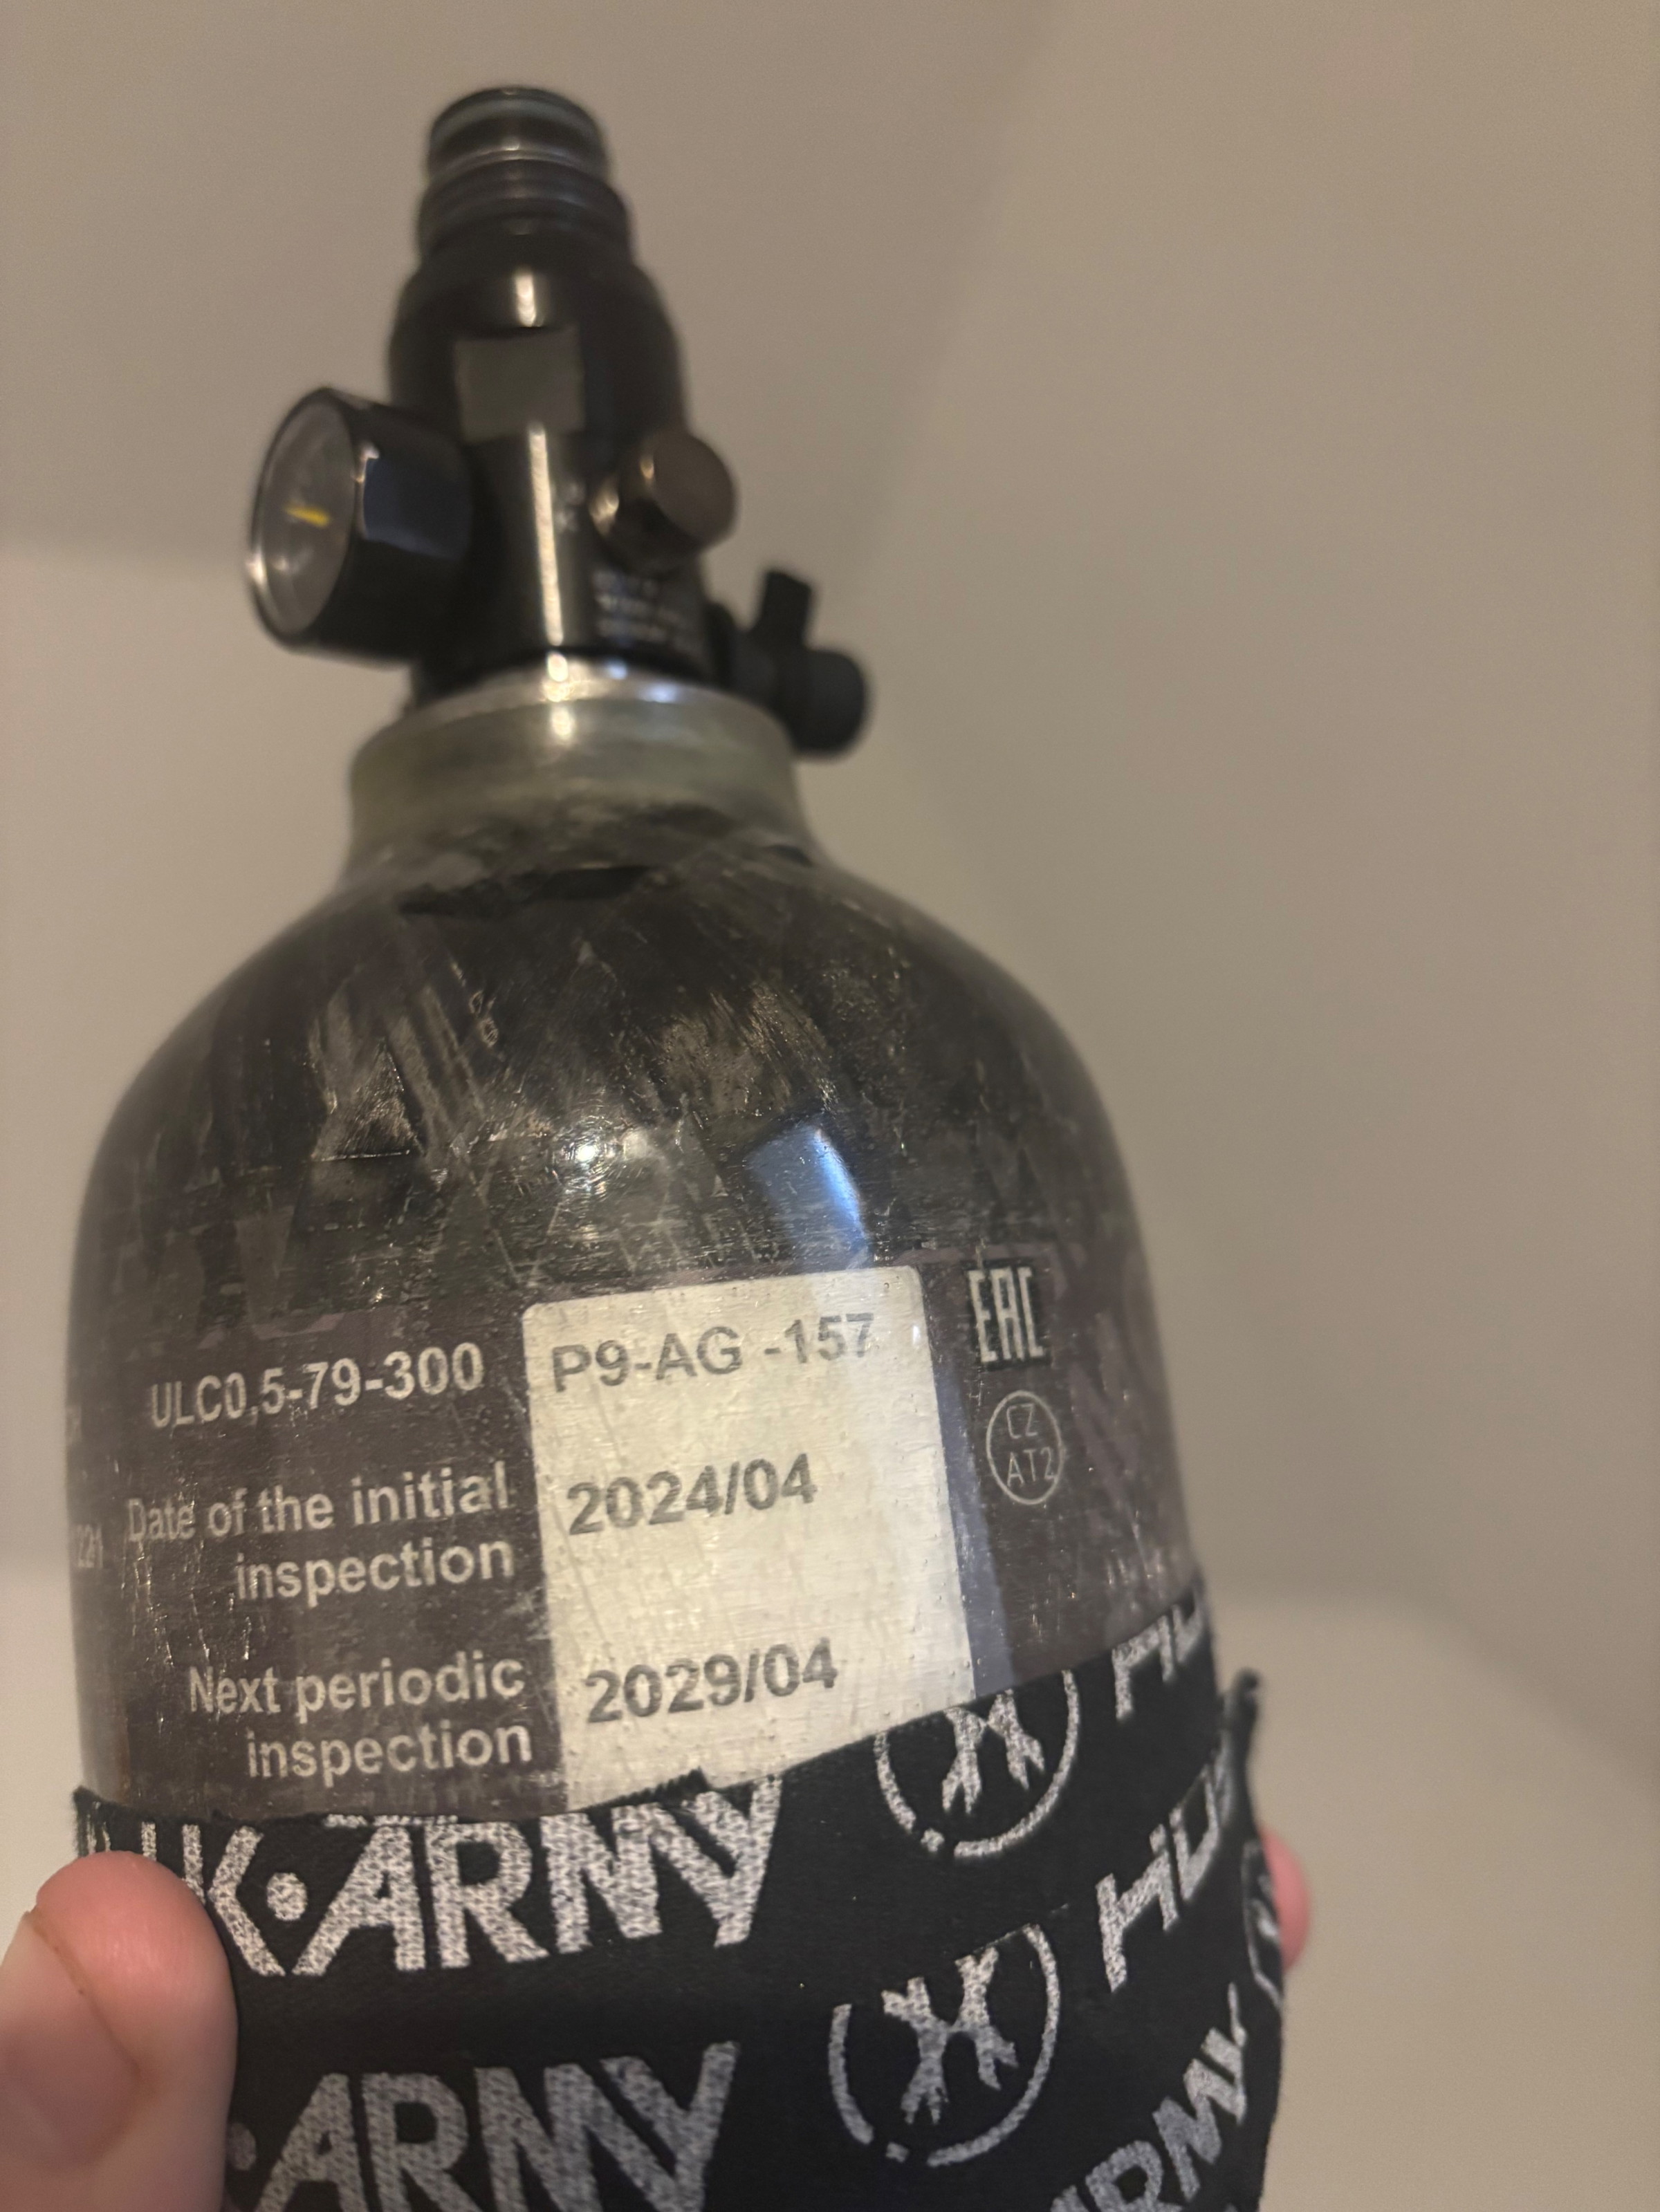 ULC0,5-79-300
P9-AG -157
EAC
CZ
AT2
Date of the initial
inspection
2024/04
Next periodic
inspection
2029/04
ARMY
ARMY